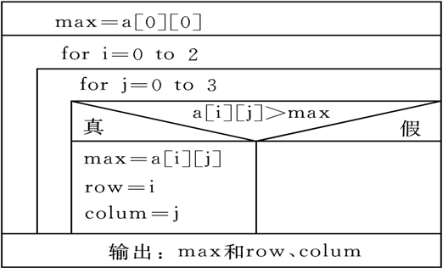 max=a[0][0]
for i=0 to 2
for j=0 to 3
a[i][j]>max
真
假
max=a[i][j]
row=i
colum=j
输出：max和row、colum